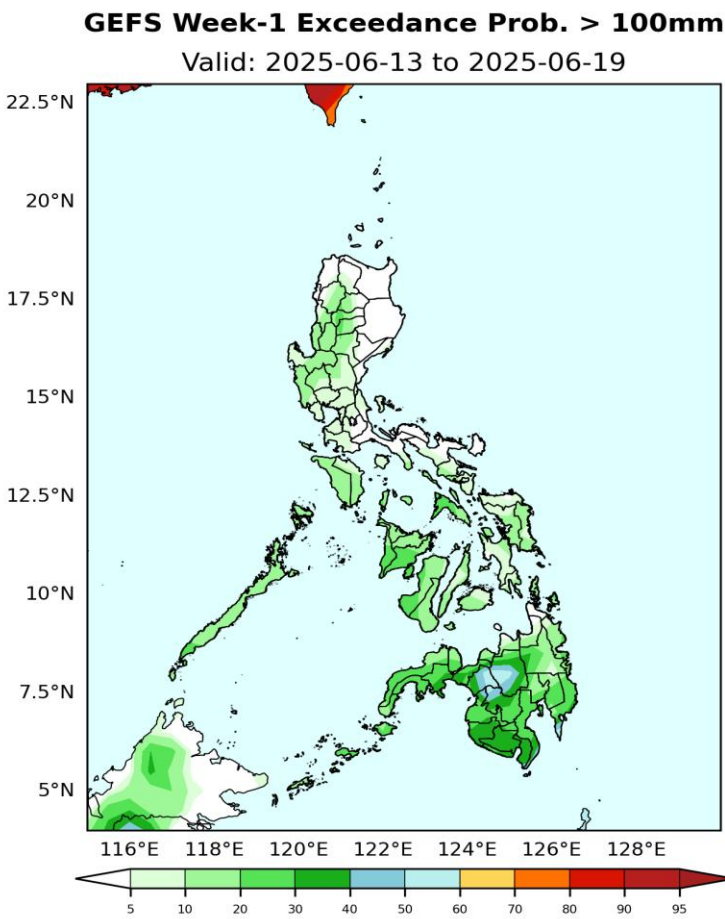 GEFS Week-1 Exceedance Prob. > 100mm
Valid: 2025-06-13 to 2025-06-19
22.5°N
20°N
17.5°N
15°N
12.5°N
10°N
7.5°N
5°N
116°E 118°E 120°E 122°E 124°E 126°E 128°E
5 10 20 30 40 50 60 70 80 90 95